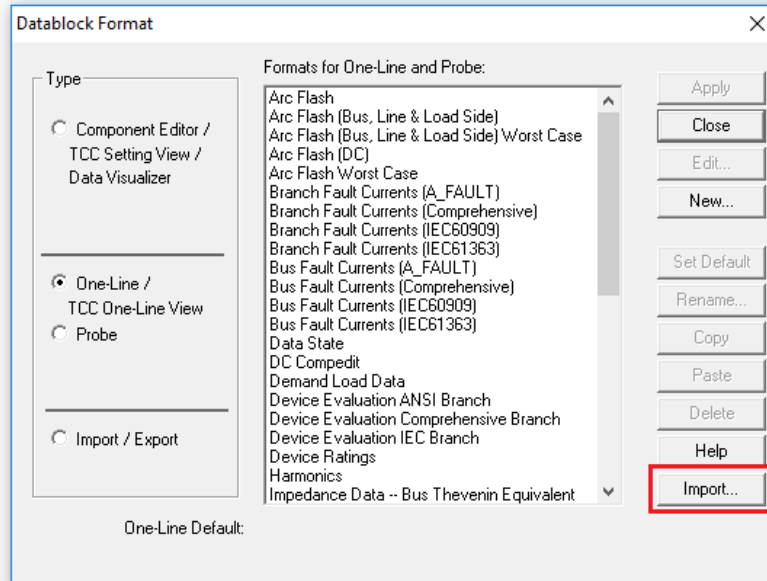 Datablock Format
Type
Component Editor /
TCC Setting View /
Data Visualizer
One-Line /
TCC One-Line View
Probe
Import / Export
Formats for One-Line and Probe:
Arc Flash
Arc Flash (Bus, Line & Load Side)
Arc Flash (Bus, Line & Load Side) Worst Case
Arc Flash (DC)
Arc Flash Worst Case
Branch Fault Currents (A_FAULT)
Branch Fault Currents (Comprehensive)
Branch Fault Currents (IEC60909)
Branch Fault Currents (IEC61363)
Bus Fault Currents (A_FAULT)
Bus Fault Currents (Comprehensive)
Bus Fault Currents (IEC60909)
Bus Fault Currents (IEC61363)
Data State
DC Compedit
Demand Load Data
Device Evaluation ANSI Branch
Device Evaluation Comprehensive Branch
Device Evaluation IEC Branch
Device Ratings
Harmonics
Impedance Data -- Bus Thevenin Equivalent
Apply
Close
Edit...
New...
Set Default
Rename...
Copy
Paste
Delete
Help
Import...
One-Line Default: